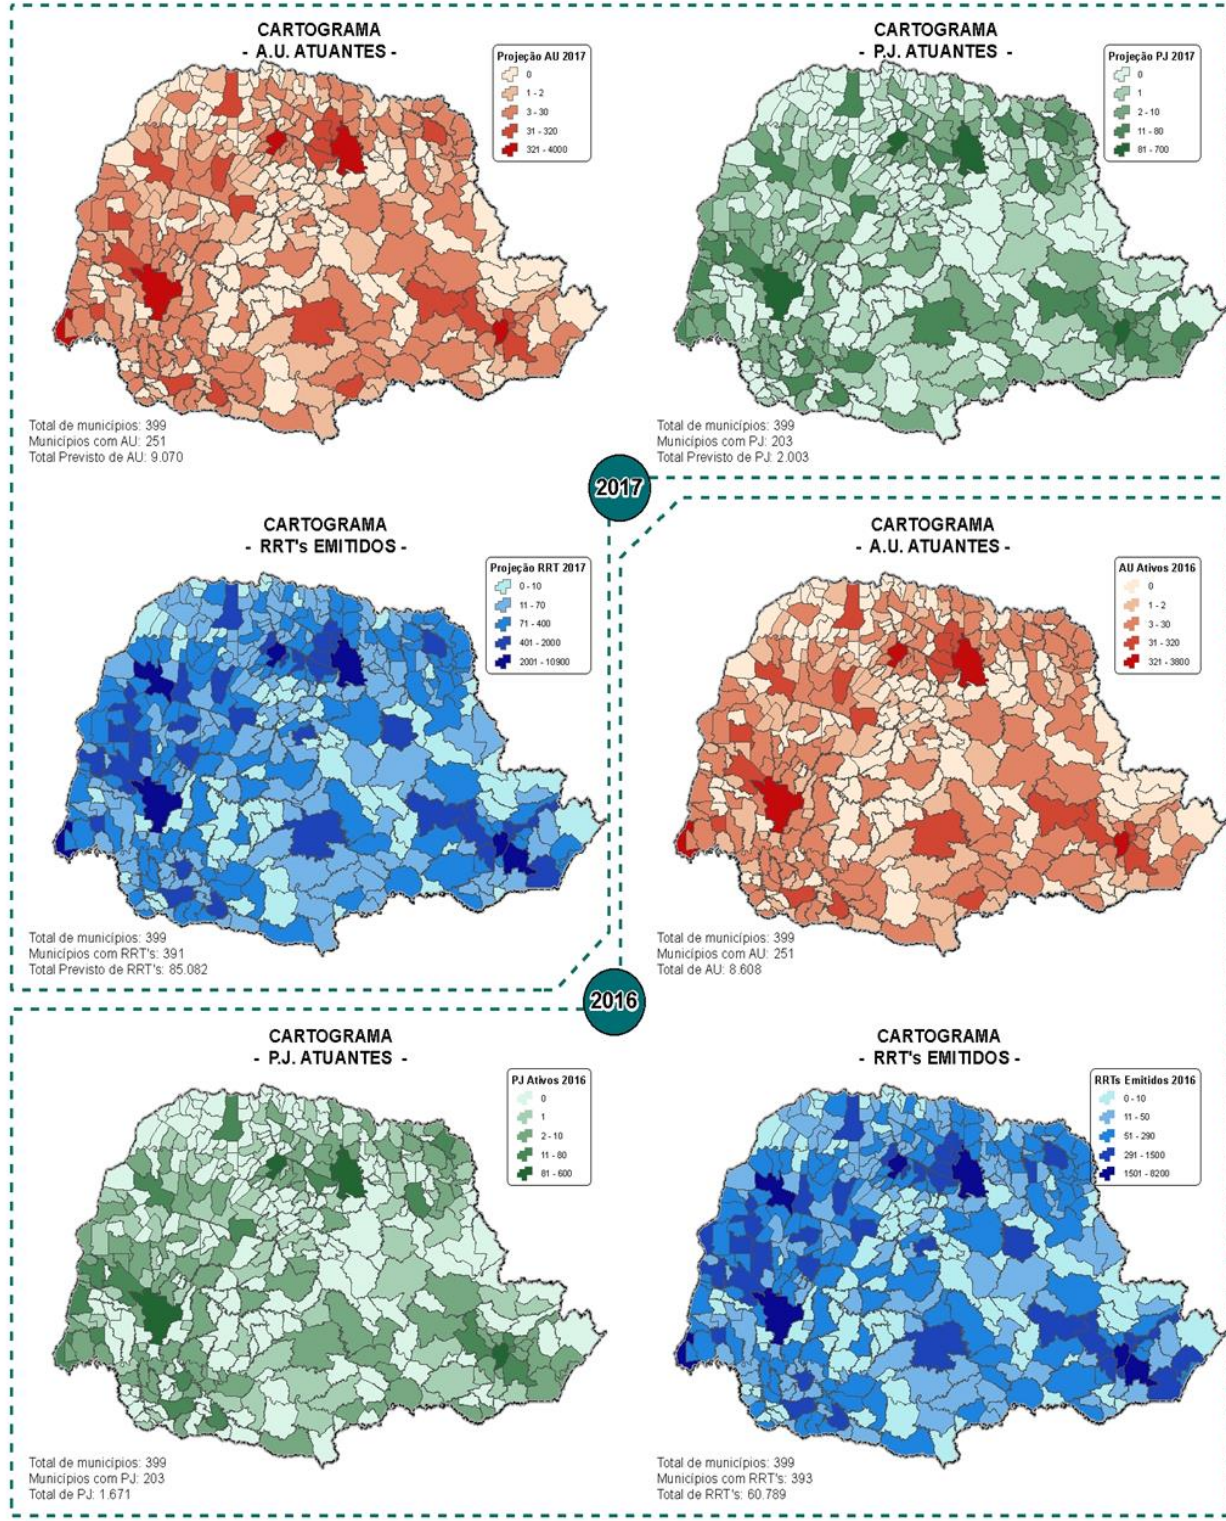 CARTOGRAMA
- A.U. ATUANTES -
Projeção AU 2017
0
1 - 2
3 - 30
31 - 320
321 - 4000
Total de municípios: 399
Municípios com AU: 251
Total Previsto de AU: 9.070
CARTOGRAMA
- P.J. ATUANTES -
Projeção PJ 2017
0
1
2 - 10
11 - 80
81 - 700
Total de municípios: 399
Municípios com PJ: 203
Total Previsto de PJ: 2.003
2017
CARTOGRAMA
- RRT's EMITIDOS -
Projeção RRT 2017
0 - 10
11 - 70
71 - 400
401 - 2000
2001 - 10900
Total de municípios: 399
Municípios com RRT's: 391
Total Previsto de RRT's: 85.082
CARTOGRAMA
- A.U. ATUANTES -
AU Ativos 2016
0
1 - 2
3 - 30
31 - 320
321 - 3800
Total de municípios: 399
Municípios com AU: 251
Total de AU: 8.608
2016
CARTOGRAMA
- P.J. ATUANTES -
PJ Ativos 2016
0
1
2 - 10
11 - 80
81 - 600
Total de municípios: 399
Municípios com PJ: 203
Total de PJ: 1.671
CARTOGRAMA
- RRT's EMITIDOS -
RRTs Emitidos 2016
0 - 10
11 - 50
51 - 290
291 - 1500
1501 - 8200
Total de municípios: 399
Municípios com RRT's: 393
Total de RRT's: 60.789